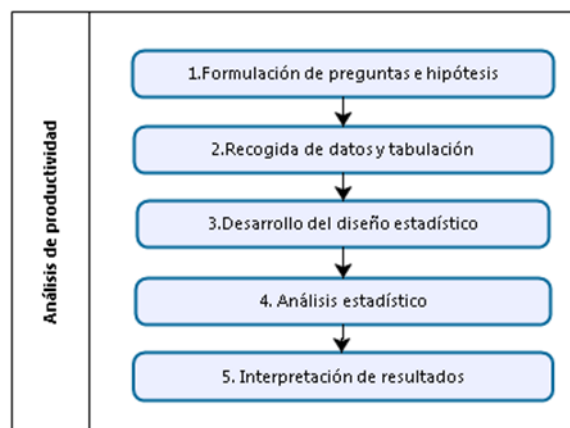 Análisis de productividad
1.Formulación de preguntas e hipótesis
2.Recogida de datos y tabulación
3.Desarrollo del diseño estadístico
4. Análisis estadístico
5. Interpretación de resultados